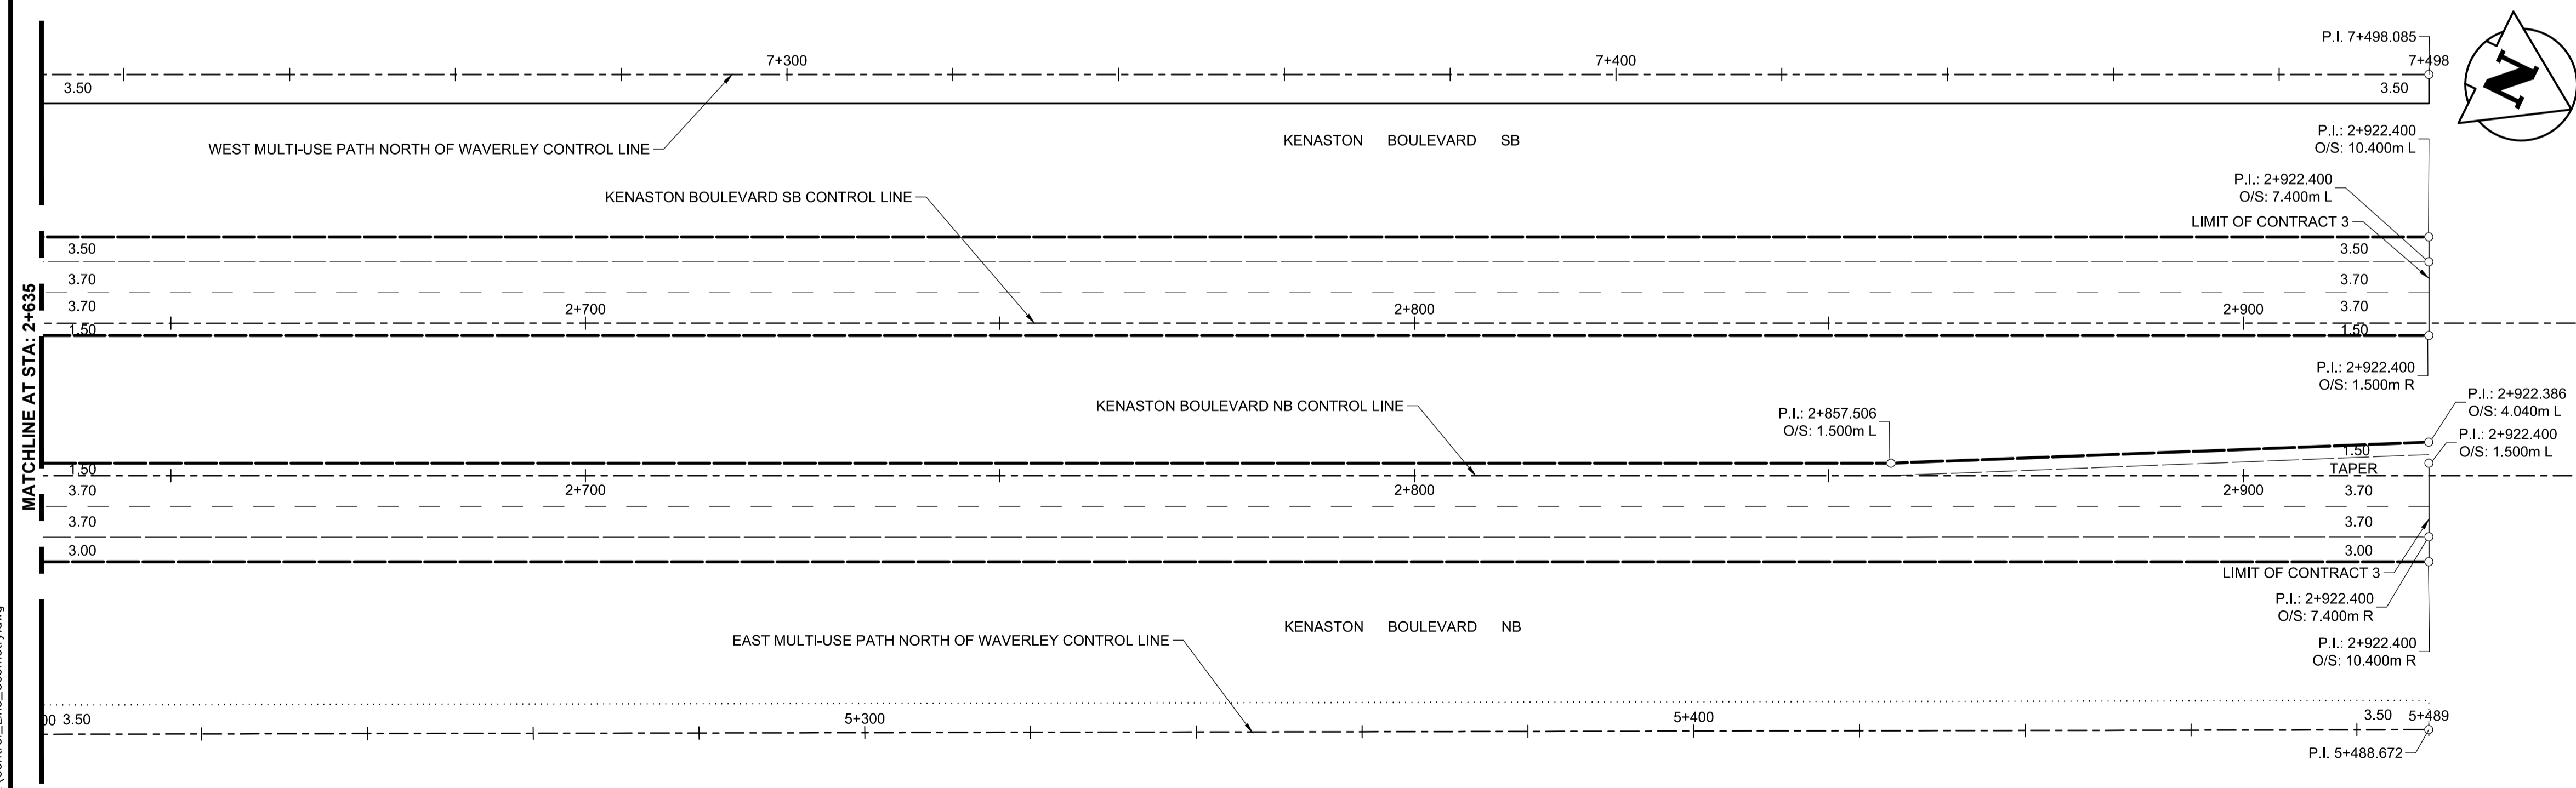 P.I. 7+498.085
7+300
7+400
7+498
3.50
3.50
N
WEST MULTI-USE PATH NORTH OF WAVERLEY CONTROL LINE
KENASTON BOULEVARD SB
P.I.: 2+922.400
O/S: 10.400m L
P.I.: 2+922.400
O/S: 7.400m L
KENASTON BOULEVARD SB CONTROL LINE
LIMIT OF CONTRACT 3
3.50
3.50
3.70
3.70
3.70
2+700
2+800
2+900
3.70
1.50
1.50
MATCHLINE AT STA: 2+635
P.I.: 2+922.400
O/S: 1.500m R
KENASTON BOULEVARD NB CONTROL LINE
P.I.: 2+857.506
O/S: 1.500m L
P.I.: 2+922.386
O/S: 4.040m L
P.I.: 2+922.400
O/S: 1.500m L
1.50
1.50
TAPER
3.70
2+700
2+800
2+900
3.70
3.70
3.70
3.00
3.00
LIMIT OF CONTRACT 3
P.I.: 2+922.400
O/S: 7.400m R
KENASTON BOULEVARD NB
EAST MULTI-USE PATH NORTH OF WAVERLEY CONTROL LINE
P.I.: 2+922.400
O/S: 10.400m R
3.50
5+300
5+400
3.50
5+489
P.I. 5+488.672